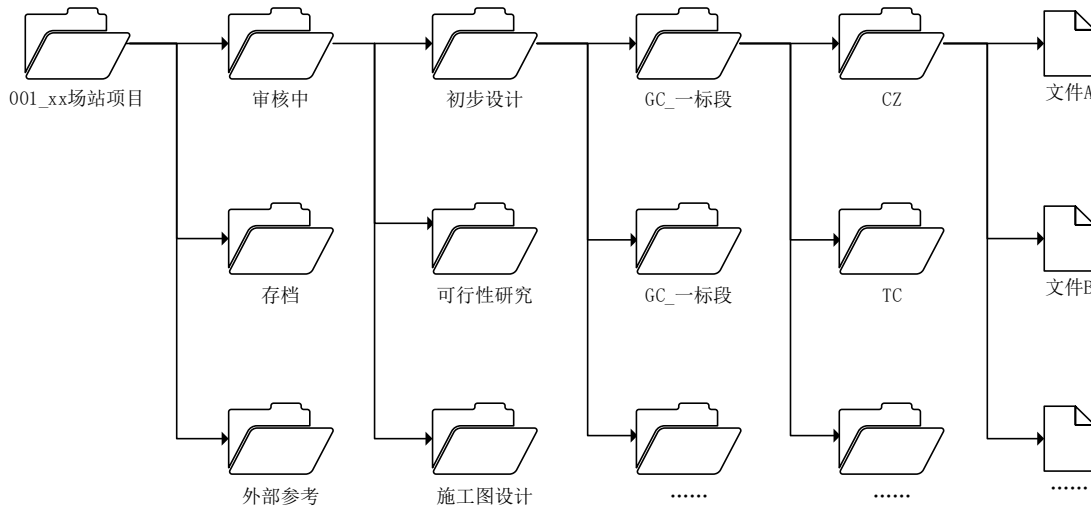 001_xx场站项目
审核中
初步设计
GC_一标段
CZ
文件A
存档
可行性研究
GC_一标段
TC
文件B
外部参考
施工图设计
……
……
……